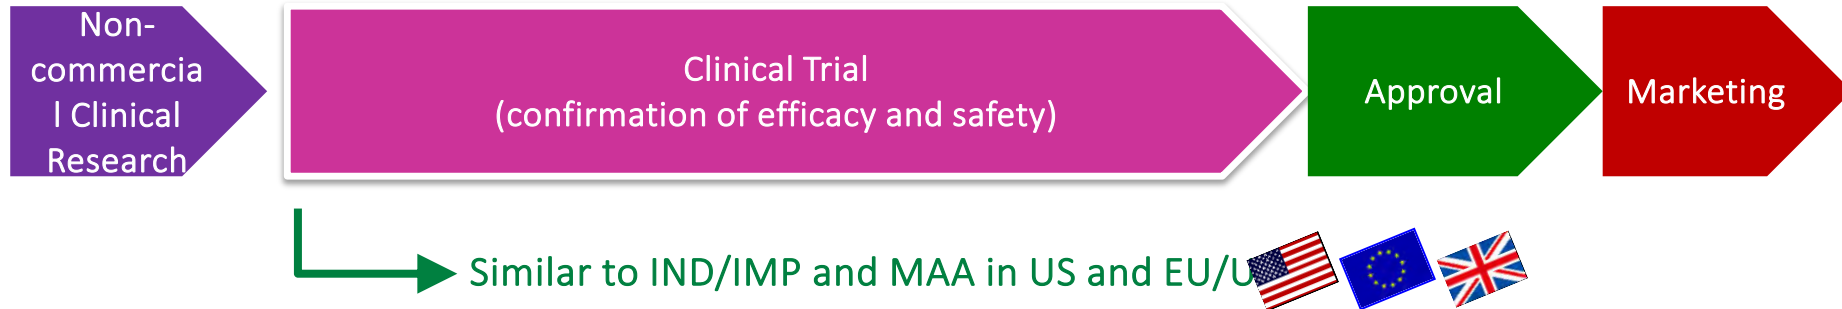 Non-
commercia
l Clinical
Research
Clinical Trial
(confirmation of efficacy and safety)
Approval
Marketing
Similar to IND/IMP and MAA in US and EU/U